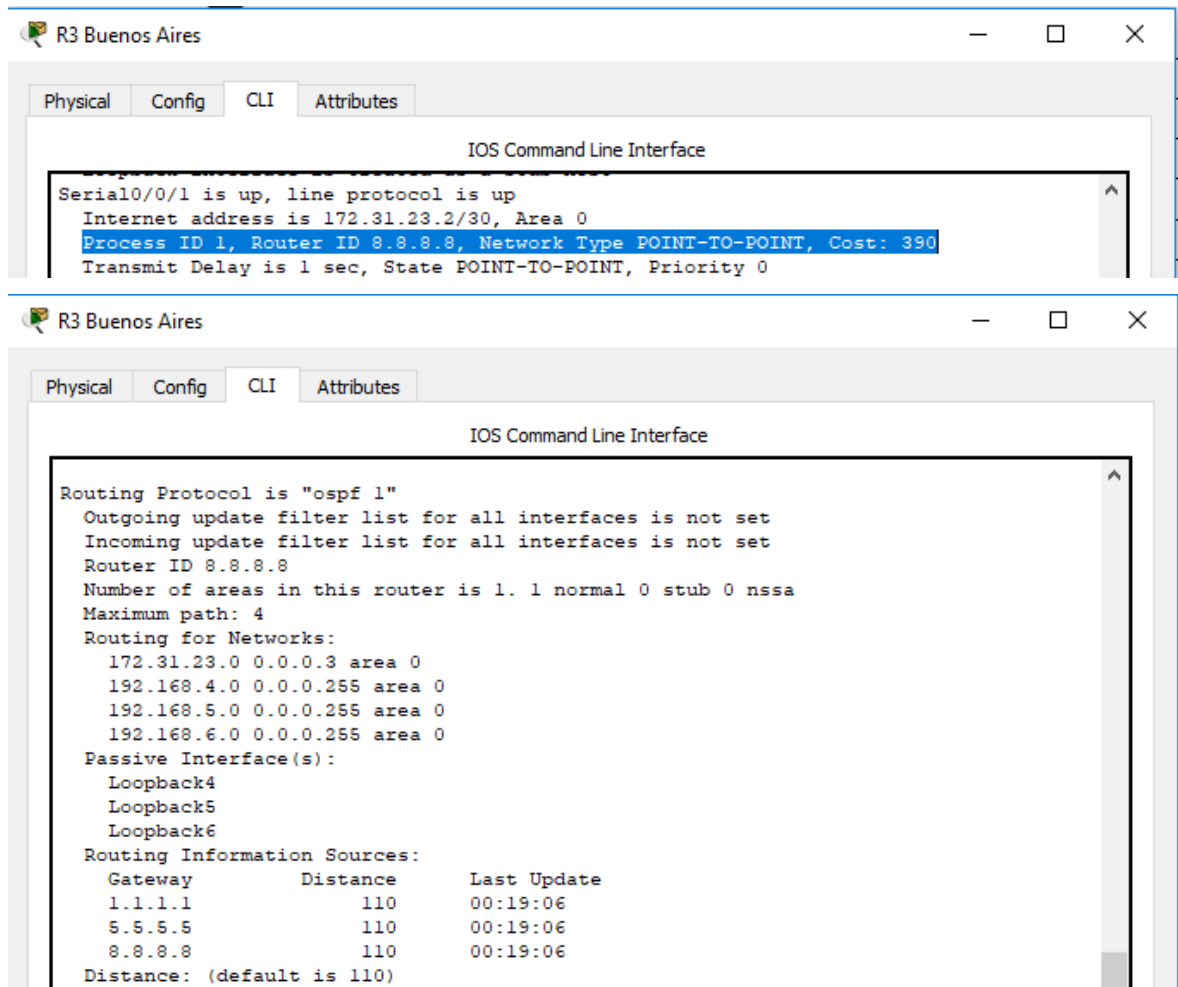 R3 Buenos Aires
Physical Config CLI Attributes
IOS Command Line Interface
Serial0/0/1 is up, line protocol is up
Internet address is 172.31.23.2/30, Area 0
Process ID 1, Router ID 8.8.8.8, Network Type POINT-TO-POINT, Cost: 390
Transmit Delay is 1 sec, State POINT-TO-POINT, Priority 0
R3 Buenos Aires
Physical Config CLI Attributes
IOS Command Line Interface
Routing Protocol is "ospf 1"
Outgoing update filter list for all interfaces is not set
Incoming update filter list for all interfaces is not set
Router ID 8.8.8.8
Number of areas in this router is 1. 1 normal 0 stub 0 nssa
Maximum path: 4
Routing for Networks:
172.31.23.0 0.0.0.3 area 0
192.168.4.0 0.0.0.255 area 0
192.168.5.0 0.0.0.255 area 0
192.168.6.0 0.0.0.255 area 0
Passive Interface(s):
Loopback4
Loopback5
Loopback6
Routing Information Sources:
Gateway Distance Last Update
1.1.1.1 110 00:19:06
5.5.5.5 110 00:19:06
8.8.8.8 110 00:19:06
Distance: (default is 110)